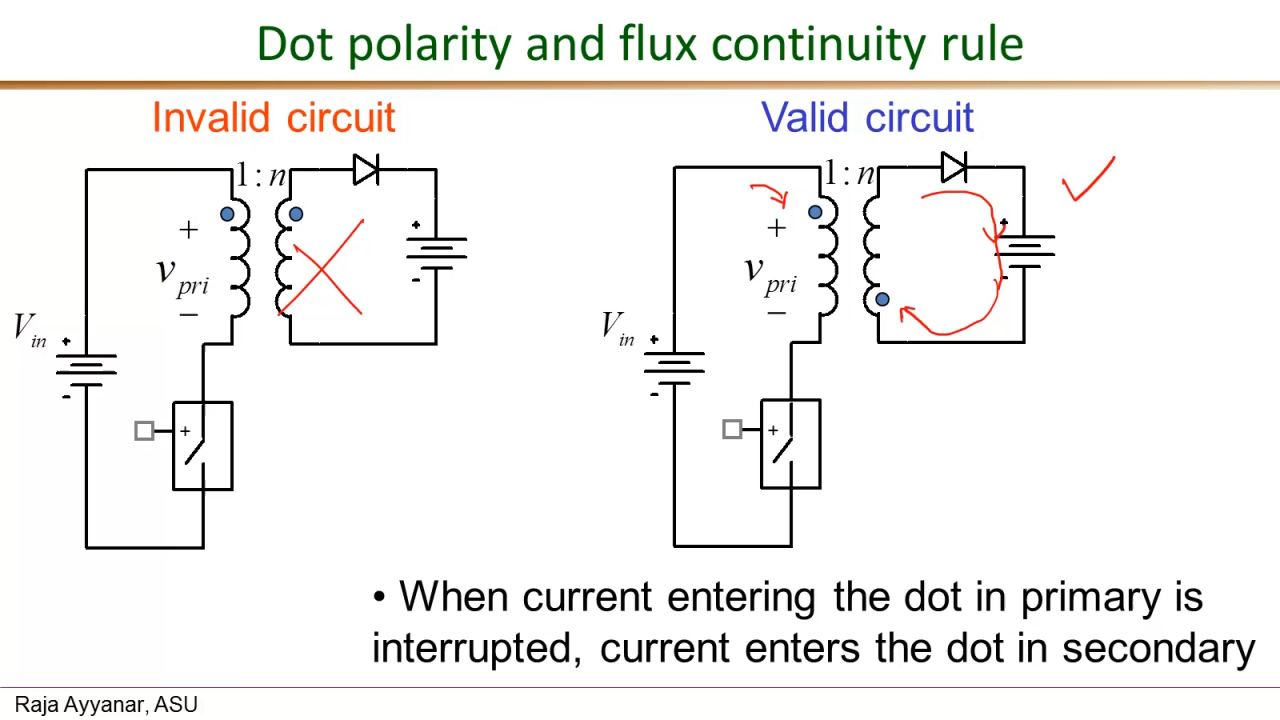 Dot polarity and flux continuity rule
Invalid circuit
Valid circuit
1 : n
+
v pri
−
V in
+
-
+
-
+
1 : n
+
v pri
−
V in
+
-
+
-
+
• When current entering the dot in primary is
interrupted, current enters the dot in secondary
Raja Ayyanar, ASU